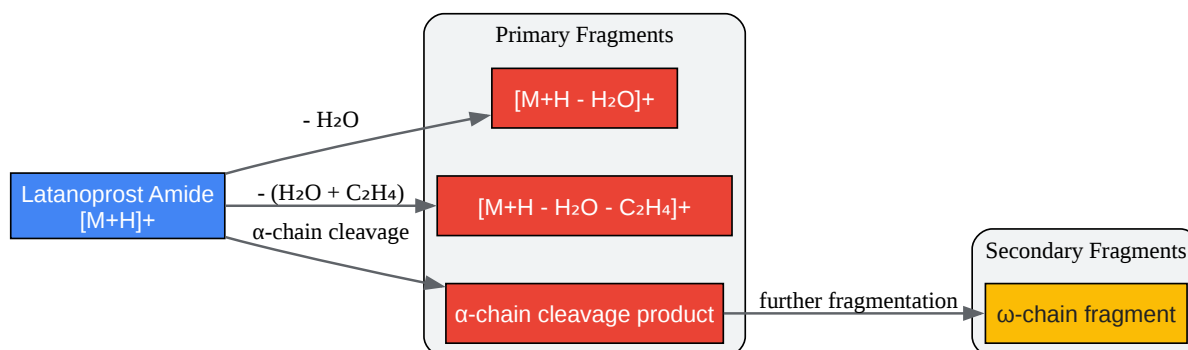 Primary Fragments
[M+H - H₂O]+
- H₂O
Latanoprost Amide
[M+H]+
- (H₂O + C₂H₄)
[M+H - H₂O - C₂H₄]+
α-chain cleavage
Secondary Fragments
α-chain cleavage product
further fragmentation
ω-chain fragment